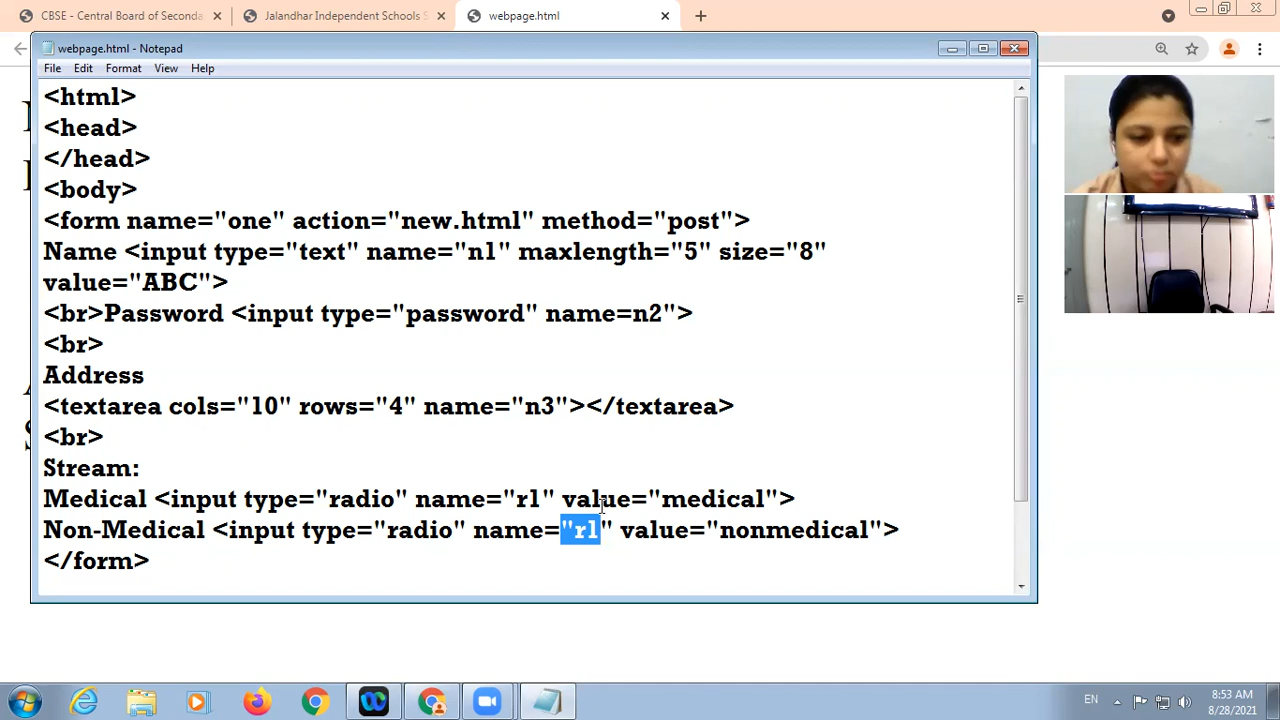 CBSE - Central Board of Seconda
Jalandhar Independent Schools S
webpage.html
webpage.html - Notepad
File Edit Format View Help
<html>
<head>
</head>
<body>
<form name="one" action="new.html" method="post">
Name <input type="text" name="n1" maxlength="5" size="8"
value="ABC">
<br>Password <input type="password" name=n2">
<br>
Address
<textarea cols="10" rows="4" name="n3"></textarea>
<br>
Stream:
Medical <input type="radio" name="r1" value="medical">
Non-Medical <input type="radio" name="r1" value="nonmedical">
</form>
EN
8:53 AM
8/28/2021